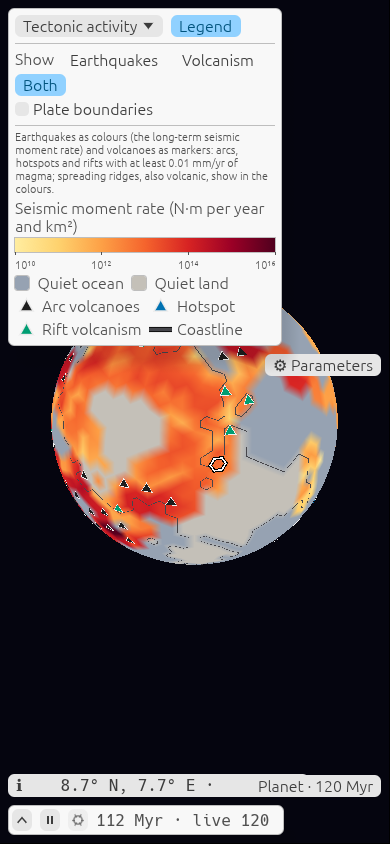 Tectonic activity ▼ Legend
Show Earthquakes Volcanism
Both
Plate boundaries
Earthquakes as colours (the long-term seismic
moment rate) and volcanoes as markers: arcs,
hotspots and rifts with at least 0.01 mm/yr of
magma; spreading ridges, also volcanic, show in the
colours.
Seismic moment rate (N·m per year
and km²)
10¹⁰ 10¹² 10¹⁴ 10¹⁶
Quiet ocean Quiet land
Arc volcanoes Hotspot
Rift volcanism Coastline
⚙ Parameters
ℹ 8.7° N, 7.7° E · Planet · 120 Myr
112 Myr · live 120